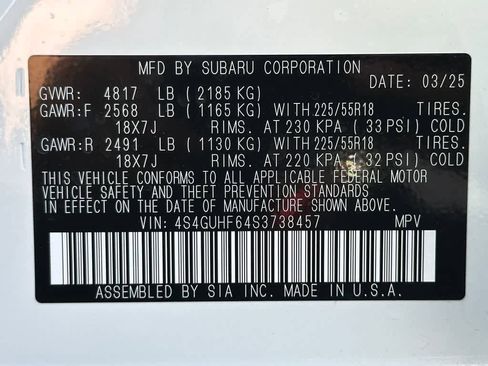 MFD BY SUBARU CORPORATION
DATE: 03/25
GVWR: 4817 LB (2185 KG)
GAWR:F 2568 LB (1165 KG) WITH 225/55R18 TIRES.
18X7J RIMS. AT 230 KPA (33 PSI) COLD
GAWR:R 2491 LB (1130 KG) WITH 225/55R18 TIRES.
18X7J RIMS. AT 220 KPA (32 PSI) COLD
THIS VEHICLE CONFORMS TO ALL APPLICABLE FEDERAL MOTOR
VEHICLE SAFETY AND THEFT PREVENTION STANDARDS
IN EFFECT ON THE DATE OF MANUFACTURE SHOWN ABOVE.
VIN: 4S4GUHF64S3738457 MPV
ASSEMBLED BY SIA INC. MADE IN U.S.A.